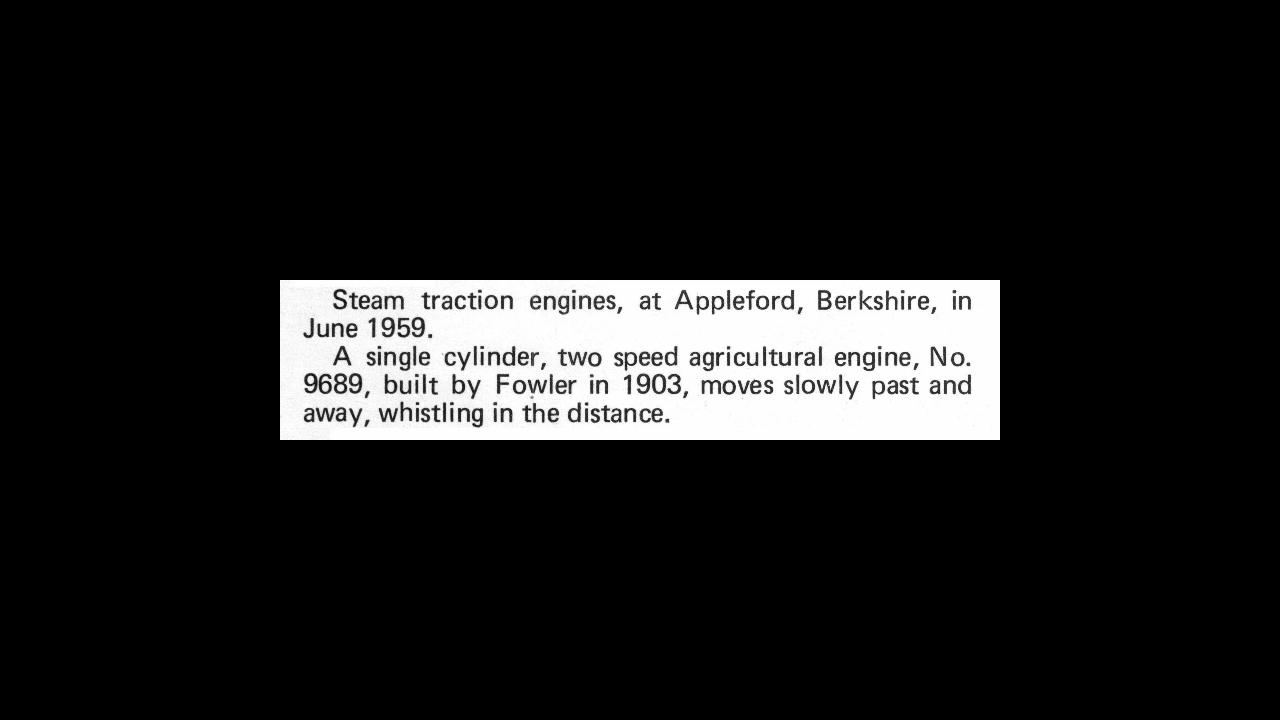 Steam traction engines, at Appleford, Berkshire, in
June 1959.
A single cylinder, two speed agricultural engine, No.
9689, built by Fowler in 1903, moves slowly past and
away, whistling in the distance.